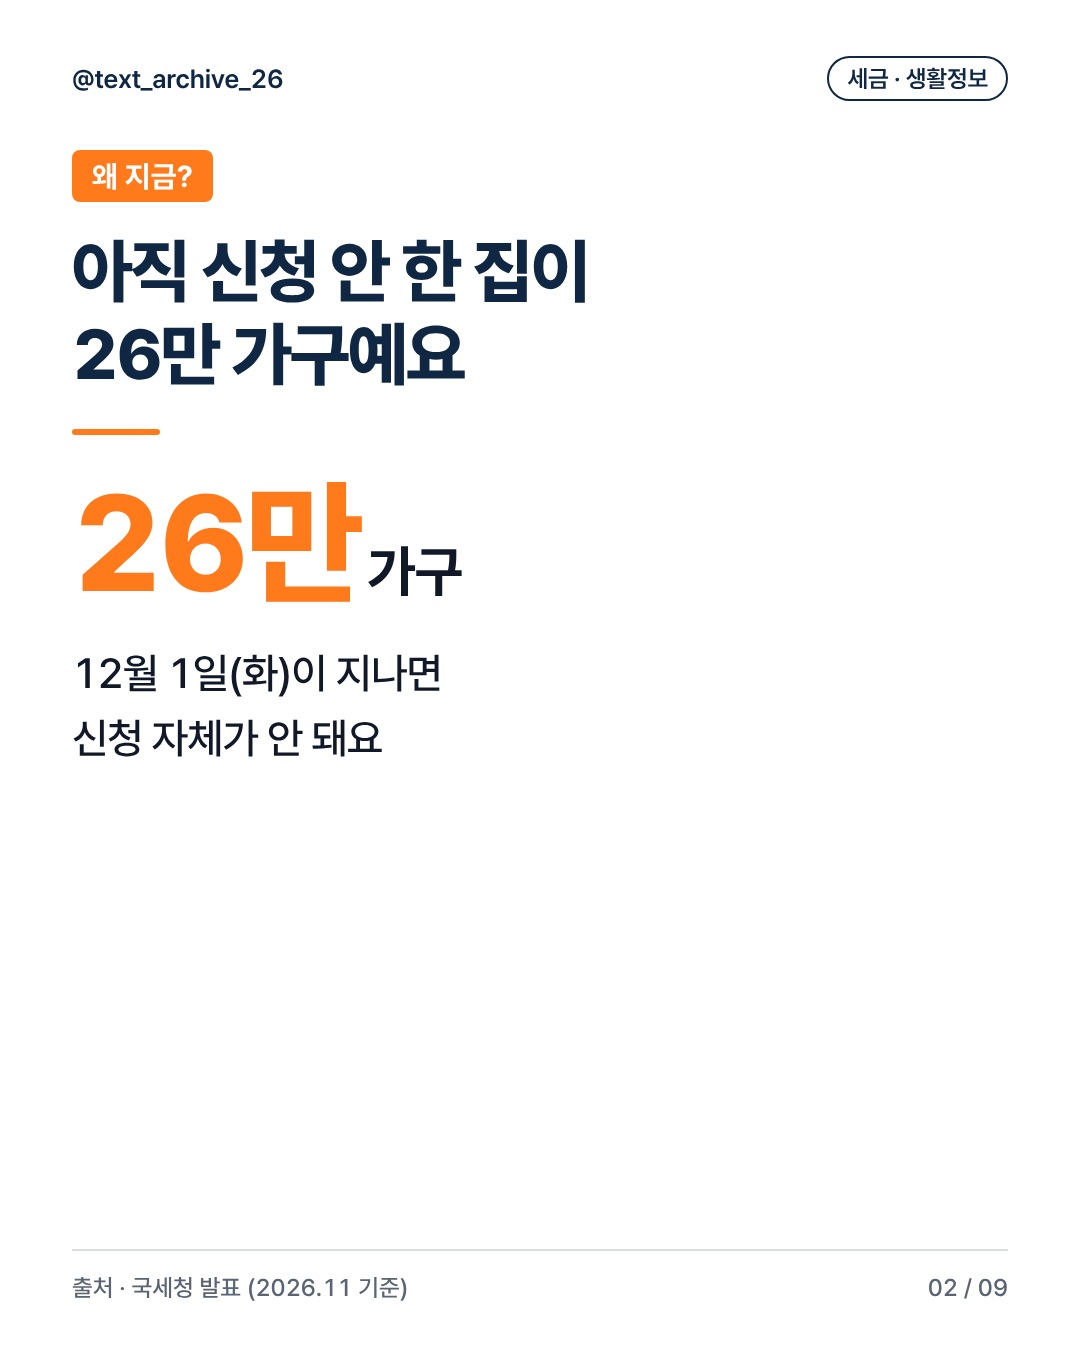 @text_archive_26
세금 · 생활정보
왜 지금?
아직 신청 안 한 집이
26만 가구예요
26만 가구
12월 1일(화)이 지나면
신청 자체가 안 돼요
출처 · 국세청 발표 (2026.11 기준)
02 / 09